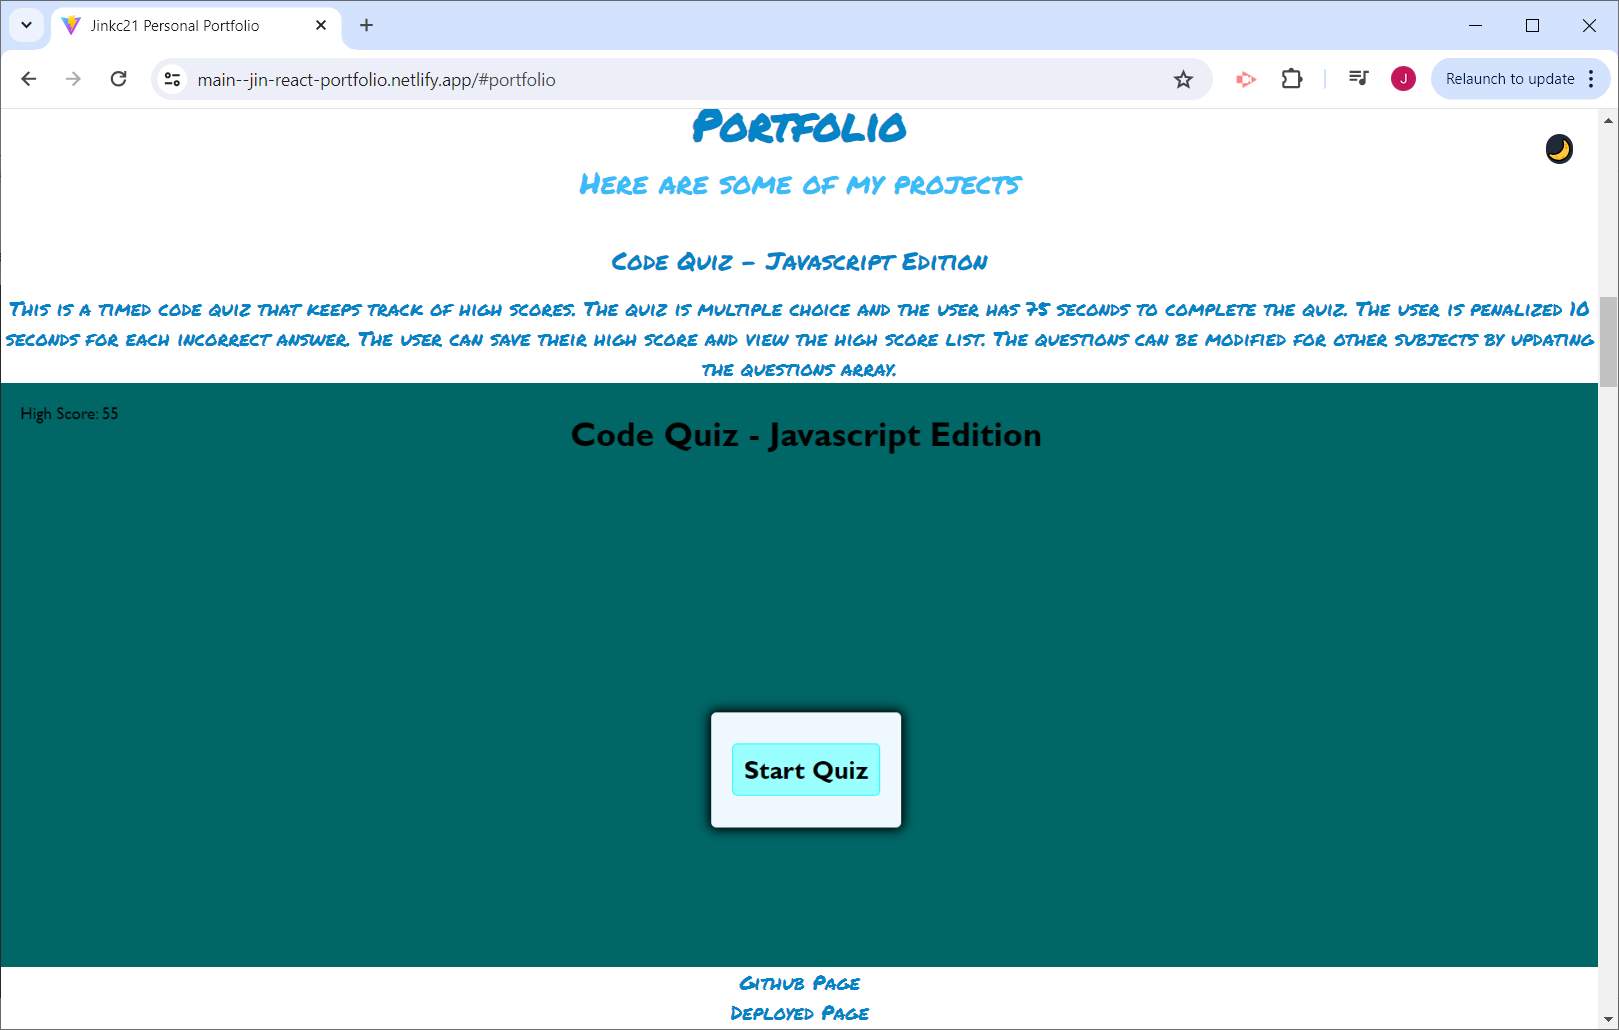 Jinkc21 Personal Portfolio
main--jin-react-portfolio.netlify.app/#portfolio
J
Relaunch to update
Portfolio
Here are some of my projects
Code Quiz - Javascript Edition
This is a timed code quiz that keeps track of high scores. The quiz is multiple choice and the user has 75 seconds to complete the quiz. The user is penalized 10
seconds for each incorrect answer. The user can save their high score and view the high score list. The questions can be modified for other subjects by updating
the questions array.
High Score: 55
Code Quiz - Javascript Edition
Start Quiz
Github Page
Deployed Page